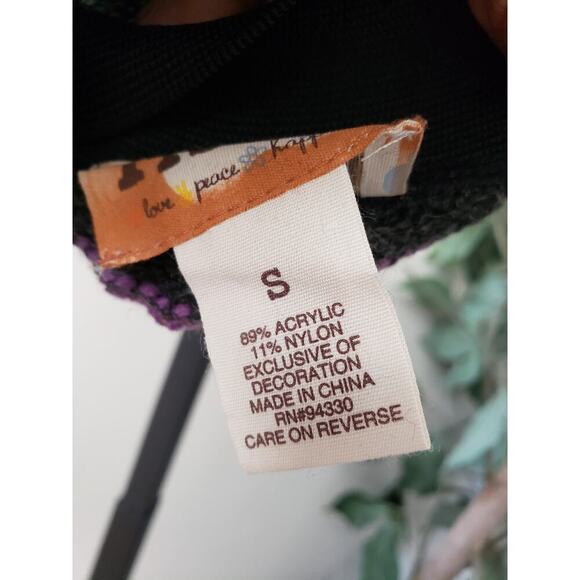 love peace
S
89% ACRYLIC
11% NYLON
EXCLUSIVE OF
DECORATION
MADE IN CHINA
RN#94330
CARE ON REVERSE